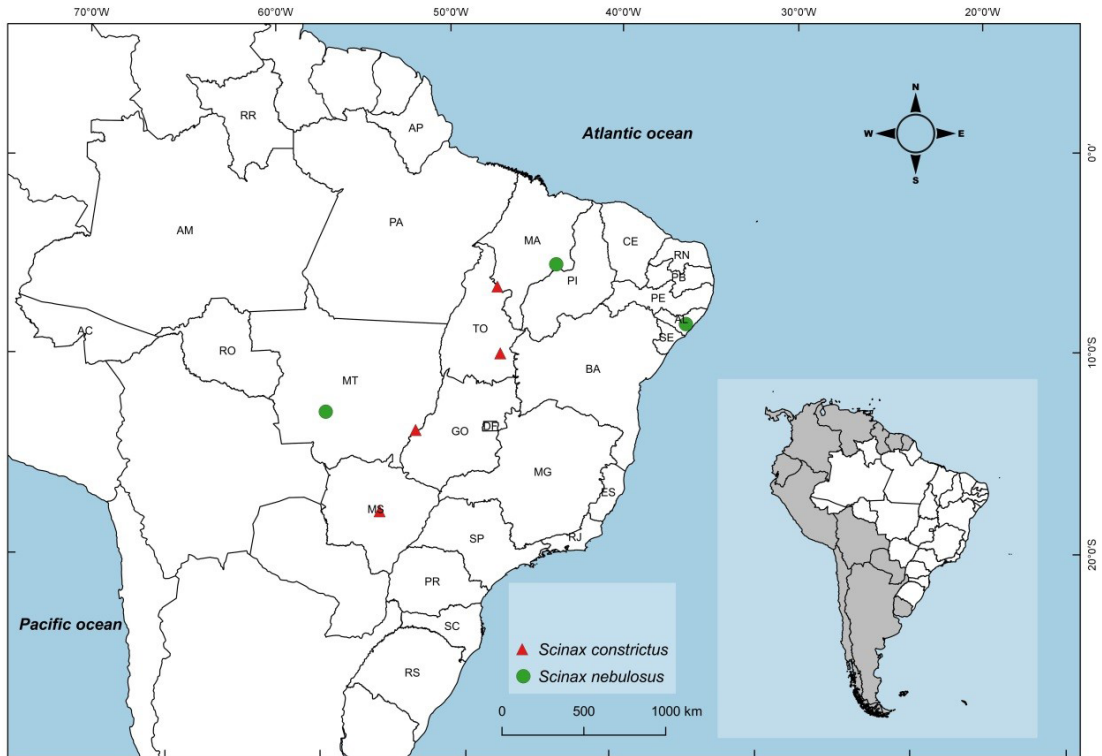 70°0'W 60°0'W 50°0'W 40°0'W 30°0'W 20°0'W
RR
AP
Atlantic ocean
N
W E
S
0°0'
AM
PA
MA
CE
RN
PB
PI
PE
AL
SE
TO
AC
RO
10°0'S
MT
BA
GO
DF
MG
MS
ES
SP
RJ
20°0'S
PR
Pacific ocean
SC
RS
Scinax constrictus
Scinax nebulosus
0 500 1000 km